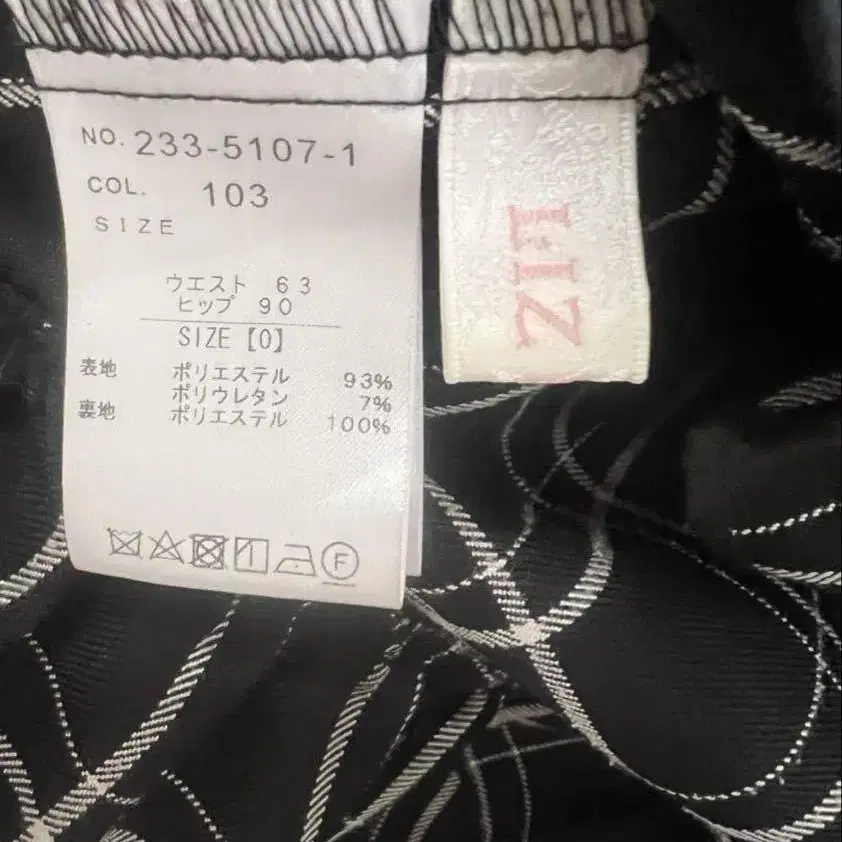 NO. 233-5107-1
COL. 103
SIZE
ウエスト 63
ヒップ 90
SIZE【0】
表地 ポリエステル 93%
ポリウレタン 7%
裏地 ポリエステル 100%
F